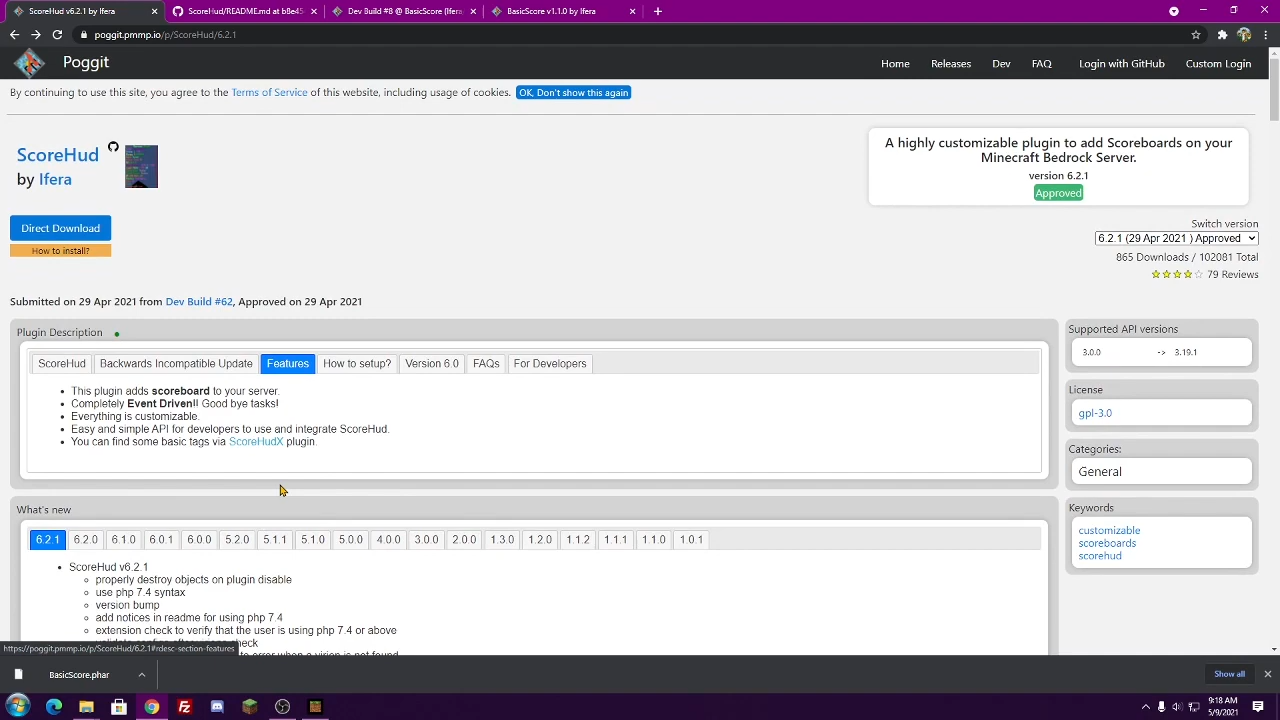 ScoreHud v6.2.1 by Ifera
ScoreHud/README.md at b8e45
Dev Build #8 @ BasicScore (Ifera
BasicScore v1.1.0 by Ifera
poggit.pmmp.io/p/ScoreHud/6.2.1
Poggit
Home Releases Dev FAQ Login with GitHub Custom Login
By continuing to use this site, you agree to the Terms of Service of this website, including usage of cookies. OK, Don't show this again
ScoreHud
by Ifera
A highly customizable plugin to add Scoreboards on your
Minecraft Bedrock Server.
version 6.2.1
Approved
Direct Download
How to install?
Switch version
6.2.1 (29 Apr 2021 ) Approved
865 Downloads / 102081 Total
79 Reviews
Submitted on 29 Apr 2021 from Dev Build #62, Approved on 29 Apr 2021
Plugin Description
ScoreHud Backwards Incompatible Update Features How to setup? Version 6.0 FAQs For Developers
This plugin adds scoreboard to your server.
Completely Event Driven!! Good bye tasks!
Everything is customizable.
Easy and simple API for developers to use and integrate ScoreHud.
You can find some basic tags via ScoreHudX plugin.
Supported API versions
3.0.0 -> 3.19.1
License
gpl-3.0
Categories:
General
Keywords
customizable
scoreboards
scorehud
What's new
6.2.1 6.2.0 6.1.0 6.0.1 6.0.0 5.2.0 5.1.1 5.1.0 5.0.0 4.0.0 3.0.0 2.0.0 1.3.0 1.2.0 1.1.2 1.1.1 1.1.0 1.0.1
ScoreHud v6.2.1
properly destroy objects on plugin disable
use php 7.4 syntax
version bump
add notices in readme for using php 7.4
extension check to verify that the user is using php 7.4 or above
check
to error when a virion is not found
https://poggit.pmmp.io/p/ScoreHud/6.2.1#rdesc-section-features
BasicScore.phar
Show all
9:18 AM
5/9/2021